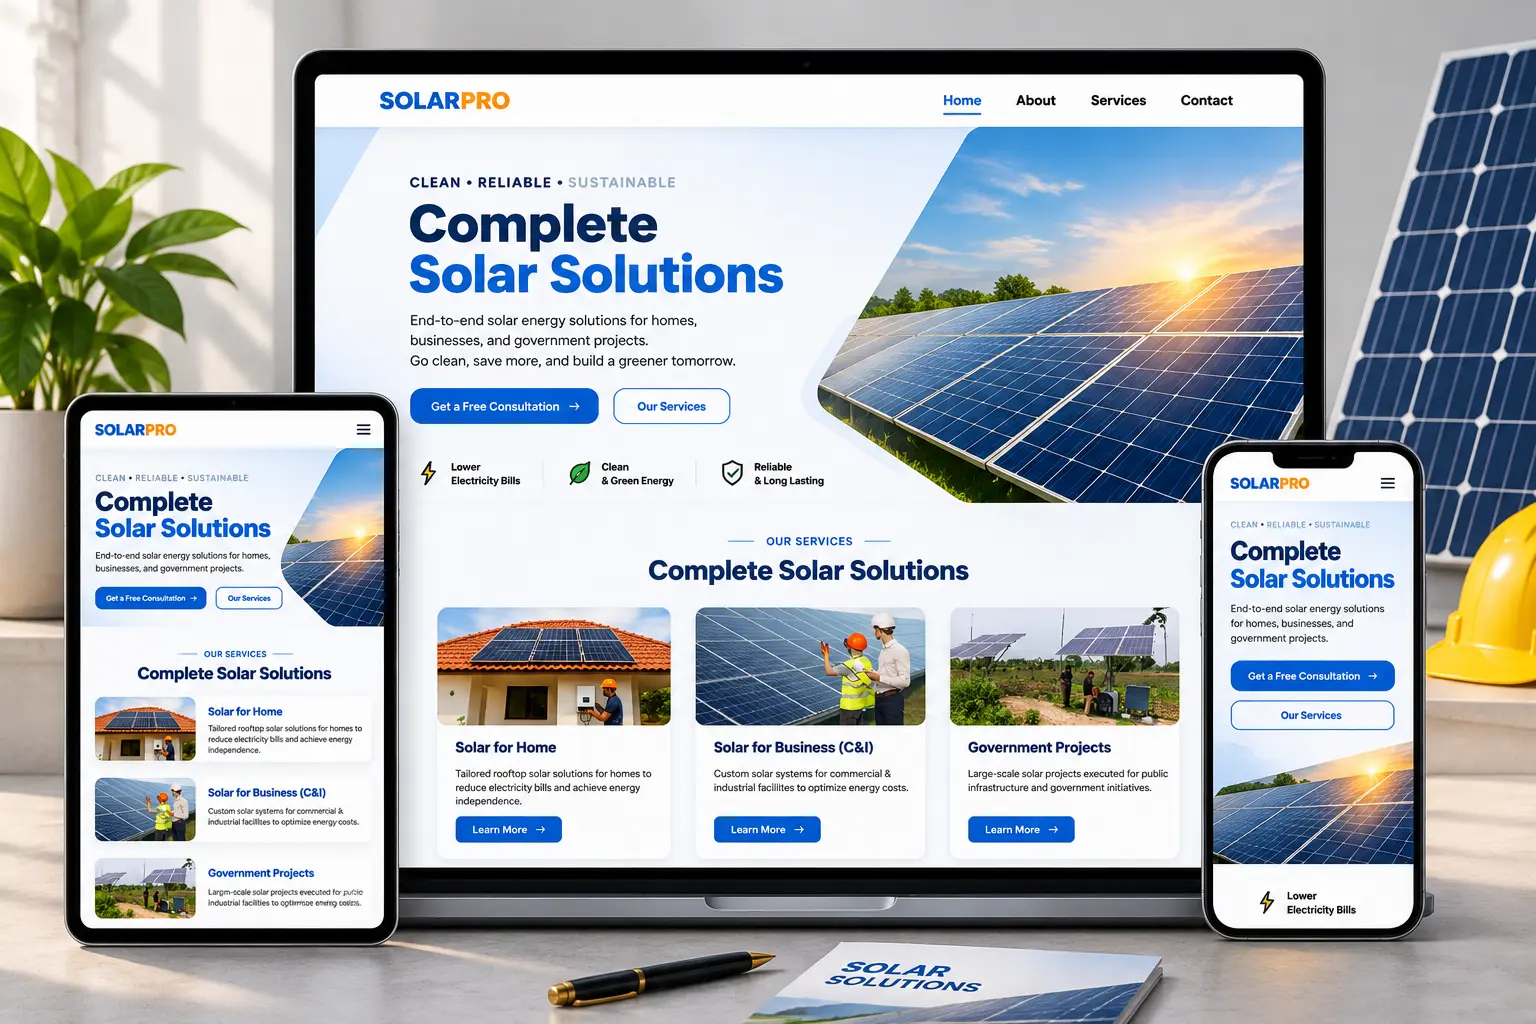 SOLARPRO
Home About Services Contact
CLEAN • RELIABLE • SUSTAINABLE
Complete
Solar Solutions
End-to-end solar energy solutions for homes,
businesses, and government projects.
Go clean, save more, and build a greener tomorrow.
Get a Free Consultation →
Our Services
Lower
Electricity Bills
Clean
& Green Energy
Reliable
& Long Lasting
OUR SERVICES
Complete Solar Solutions
Solar for Home
Tailored rooftop solar solutions for homes to
reduce electricity bills and achieve energy
independence.
Learn More →
Solar for Business (C&I)
Custom solar systems for commercial &
industrial facilities to optimize energy costs.
Learn More →
Government Projects
Large-scale solar projects executed for public
infrastructure and government initiatives.
Learn More →
SOLARPRO
CLEAN • RELIABLE • SUSTAINABLE
Complete
Solar Solutions
End-to-end solar energy solutions for homes,
businesses, and government projects.
Get a Free Consultation →
Our Services
OUR SERVICES
Complete Solar Solutions
Solar for Home
Tailored rooftop solar solutions for homes to
reduce electricity bills and achieve energy
independence.
Solar for Business (C&I)
Custom solar systems for commercial &
industrial facilities to optimize energy costs.
Government Projects
solar projects executed for public
industrial facilities to
SOLARPRO
CLEAN • RELIABLE • SUSTAINABLE
Complete
Solar Solutions
End-to-end solar energy solutions
for homes, businesses, and
government projects.
Get a Free Consultation →
Our Services
Lower
Electricity Bills
SOLAR
SOLUTIONS